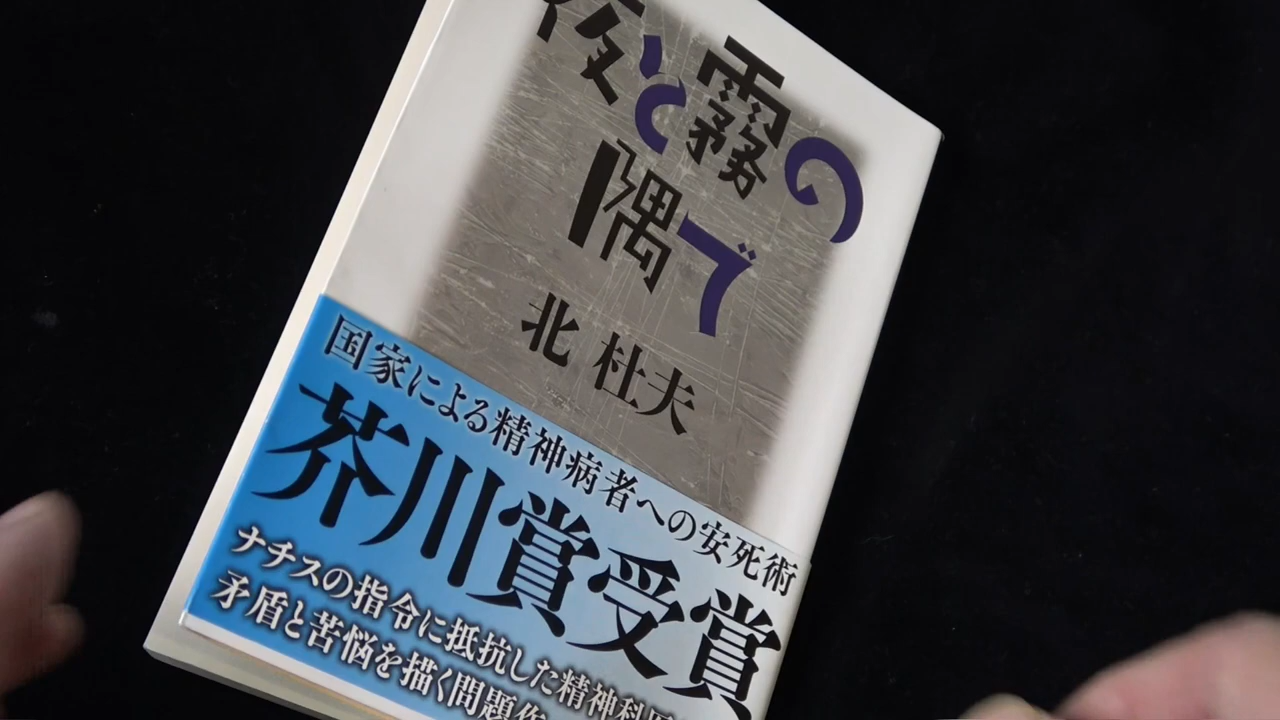 夜と霧の
隅で
北 杜夫
国家による精神病者への安死術
芥川賞受賞
ナチスの指令に抵抗した精神科医
矛盾と苦悩を描く問題作